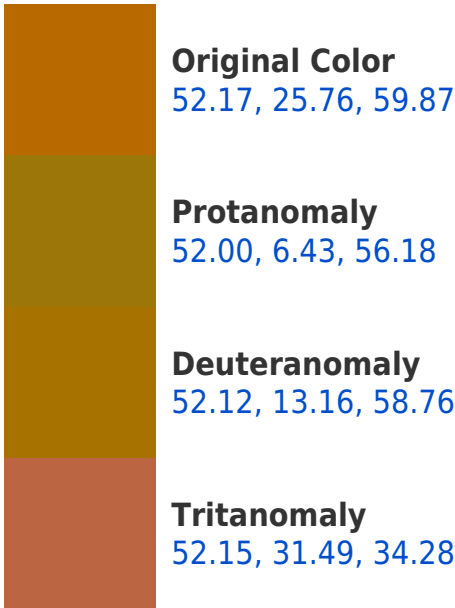 Original Color
52.17, 25.76, 59.87
Protanomaly
52.00, 6.43, 56.18
Deuteranomaly
52.12, 13.16, 58.76
Tritanomaly
52.15, 31.49, 34.28